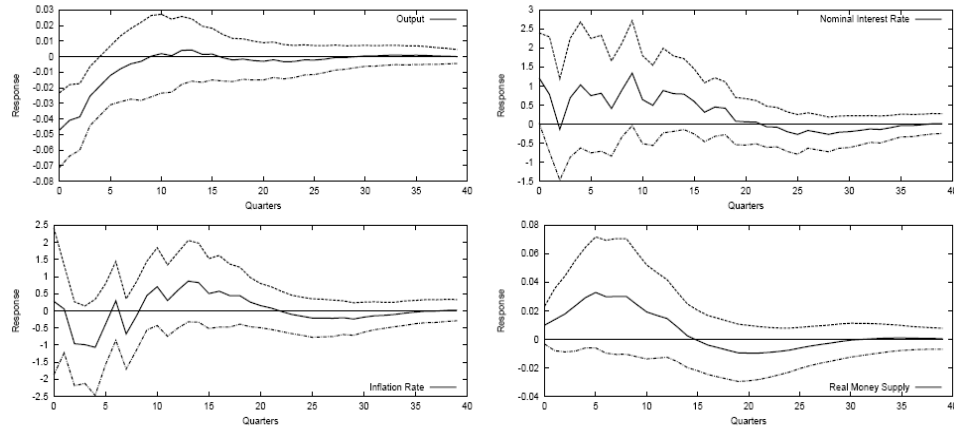 Output
0.03
0.02
0.01
0
-0.01
-0.02
-0.03
-0.04
-0.05
-0.06
-0.07
-0.08
Response
0 5 10 15 20 25 30 35 40
Quarters
Nominal Interest Rate
3
2.5
2
1.5
1
0.5
0
-0.5
-1
-1.5
Response
0 5 10 15 20 25 30 35 40
Quarters
2.5
2
1.5
1
0.5
0
-0.5
-1
-1.5
-2
-2.5
Response
Inflation Rate
0 5 10 15 20 25 30 35 40
Quarters
0.08
0.06
0.04
0.02
0
-0.02
-0.04
Response
Real Money Supply
0 5 10 15 20 25 30 35 40
Quarters